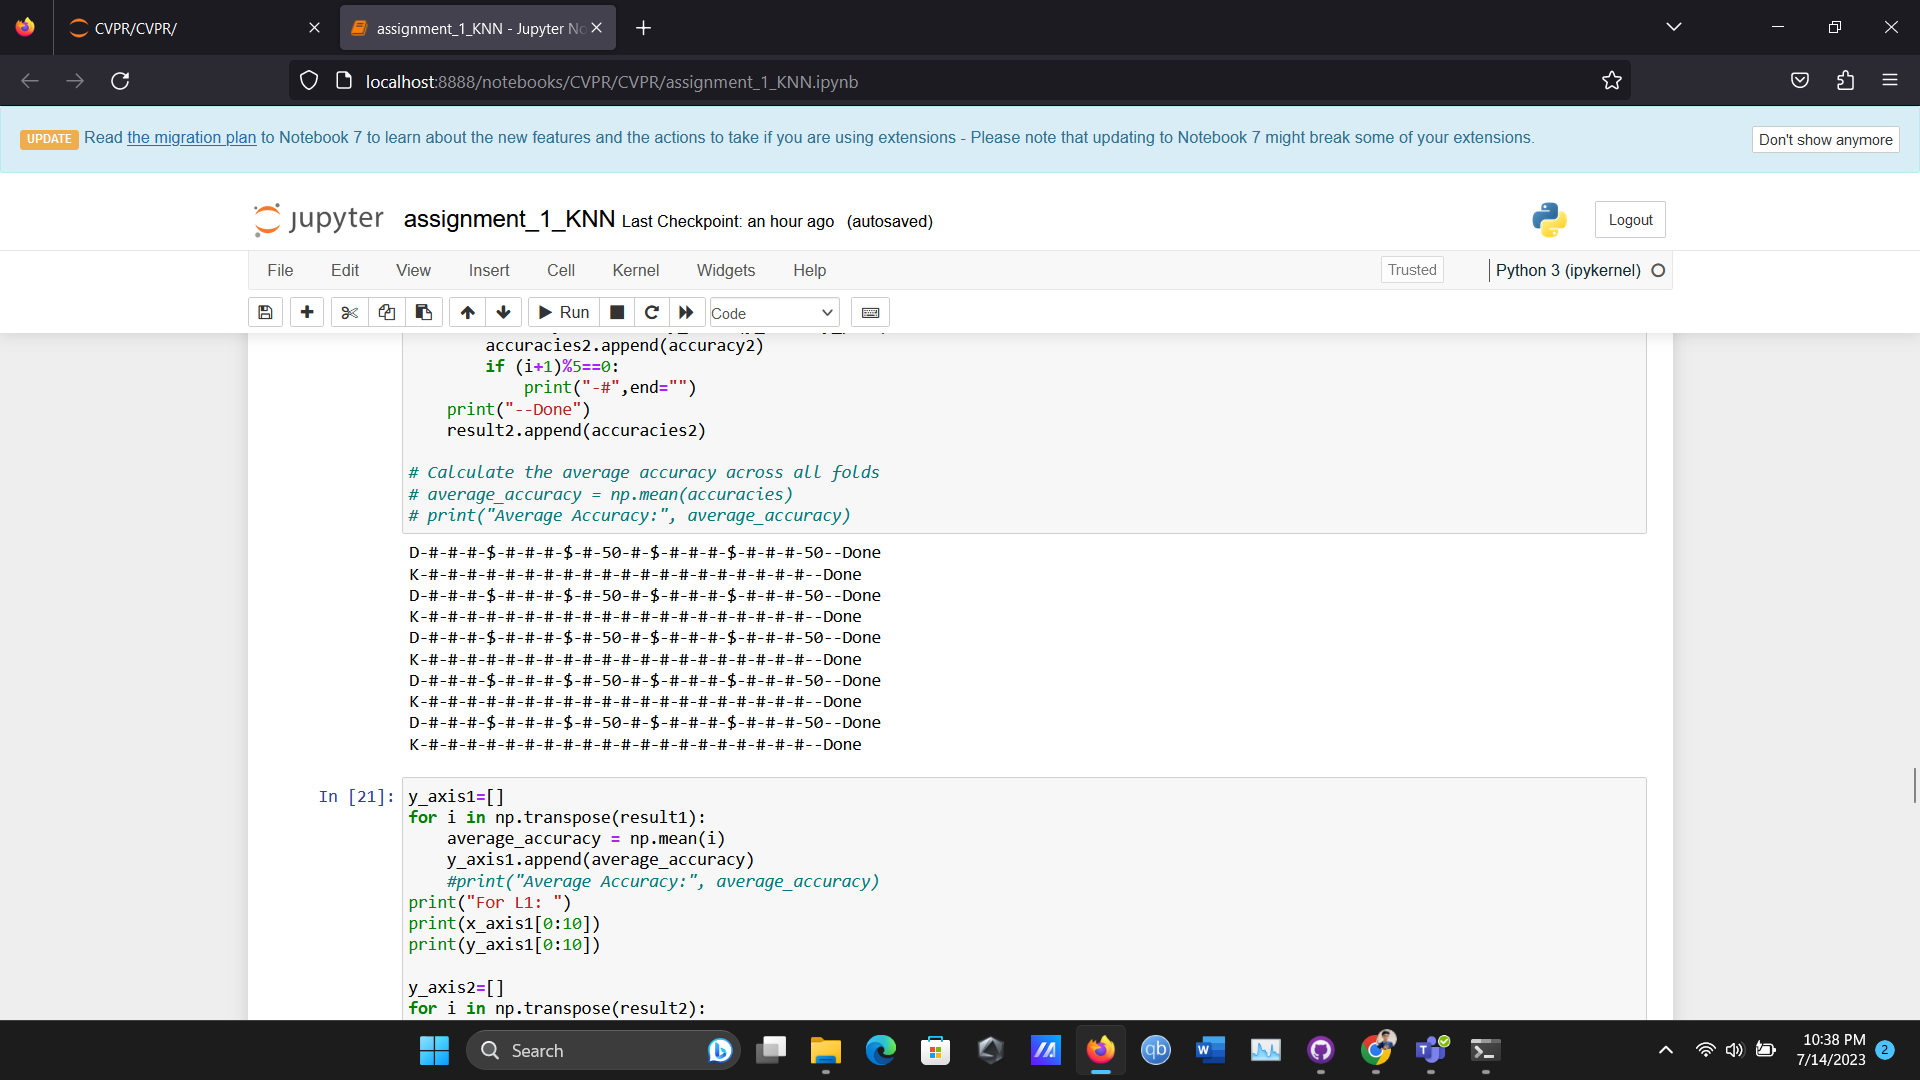 CVPR/CVPR/
assignment_1_KNN - Jupyter No
localhost:8888/notebooks/CVPR/CVPR/assignment_1_KNN.ipynb
UPDATE Read the migration plan to Notebook 7 to learn about the new features and the actions to take if you are using extensions - Please note that updating to Notebook 7 might break some of your extensions.
Don't show anymore
jupyter assignment_1_KNN Last Checkpoint: an hour ago (autosaved)
Logout
File Edit View Insert Cell Kernel Widgets Help
Trusted
Python 3 (ipykernel)
Run
Code
accuracies2.append(accuracy2)
if (i+1)%5==0:
print("-#",end="")
print("--Done")
result2.append(accuracies2)
# Calculate the average accuracy across all folds
# average_accuracy = np.mean(accuracies)
# print("Average Accuracy:", average_accuracy)
D-#-#-#-$-#-#-#-$-#-50-#-$-#-#-#-$-#-#-#-50--Done
K-#-#-#-#-#-#-#-#-#-#-#-#-#-#-#-#-#-#-#-#--Done
D-#-#-#-$-#-#-#-$-#-50-#-$-#-#-#-$-#-#-#-50--Done
K-#-#-#-#-#-#-#-#-#-#-#-#-#-#-#-#-#-#-#-#--Done
D-#-#-#-$-#-#-#-$-#-50-#-$-#-#-#-$-#-#-#-50--Done
K-#-#-#-#-#-#-#-#-#-#-#-#-#-#-#-#-#-#-#-#--Done
D-#-#-#-$-#-#-#-$-#-50-#-$-#-#-#-$-#-#-#-50--Done
K-#-#-#-#-#-#-#-#-#-#-#-#-#-#-#-#-#-#-#-#--Done
D-#-#-#-$-#-#-#-$-#-50-#-$-#-#-#-$-#-#-#-50--Done
K-#-#-#-#-#-#-#-#-#-#-#-#-#-#-#-#-#-#-#-#--Done
In [21]: y_axis1=[]
for i in np.transpose(result1):
average_accuracy = np.mean(i)
y_axis1.append(average_accuracy)
#print("Average Accuracy:", average_accuracy)
print("For L1: ")
print(x_axis1[0:10])
print(y_axis1[0:10])
y_axis2=[]
for i in np.transpose(result2):
Search
qb
W
10:38 PM
7/14/2023
2